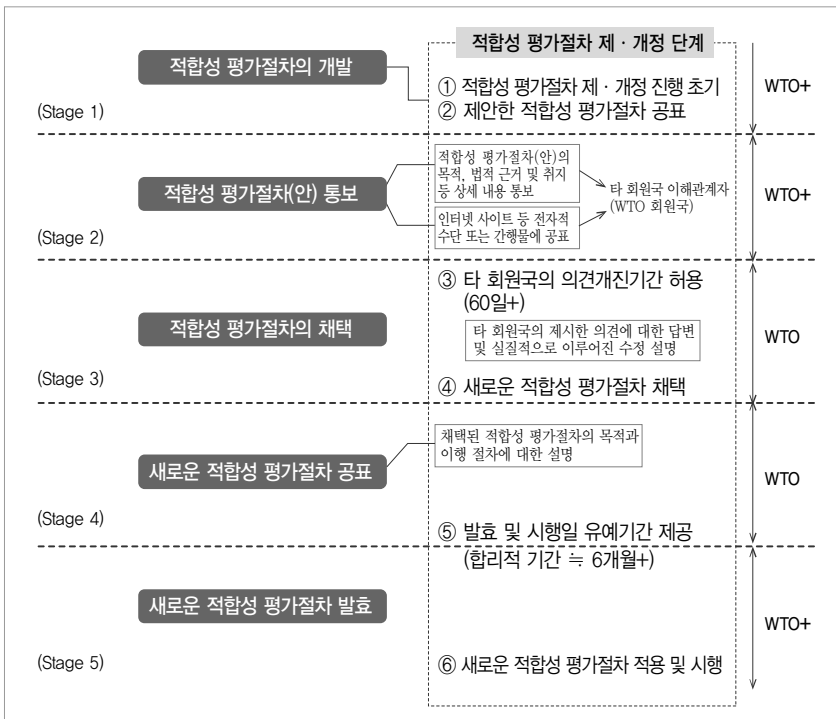 적합성 평가절차 제 · 개정 단계
적합성 평가절차의 개발
① 적합성 평가절차 제 · 개정 진행 초기
② 제안한 적합성 평가절차 공표
WTO+
(Stage 1)
적합성 평가절차(안) 통보
적합성 평가절차(안)의
목적, 법적 근거 및 취지
등 상세 내용 통보
인터넷 사이트 등 전자적
수단 또는 간행물에 공표
타 회원국 이해관계자
(WTO 회원국)
WTO+
(Stage 2)
③ 타 회원국의 의견개진기간 허용
(60일+)
적합성 평가절차의 채택
타 회원국의 제시한 의견에 대한 답변
및 실질적으로 이루어진 수정 설명
WTO
(Stage 3)
④ 새로운 적합성 평가절차 채택
새로운 적합성 평가절차 공표
채택된 적합성 평가절차의 목적과
이행 절차에 대한 설명
WTO
(Stage 4)
⑤ 발효 및 시행일 유예기간 제공
(합리적 기간 ≒ 6개월+)
새로운 적합성 평가절차 발효
WTO+
(Stage 5)
⑥ 새로운 적합성 평가절차 적용 및 시행